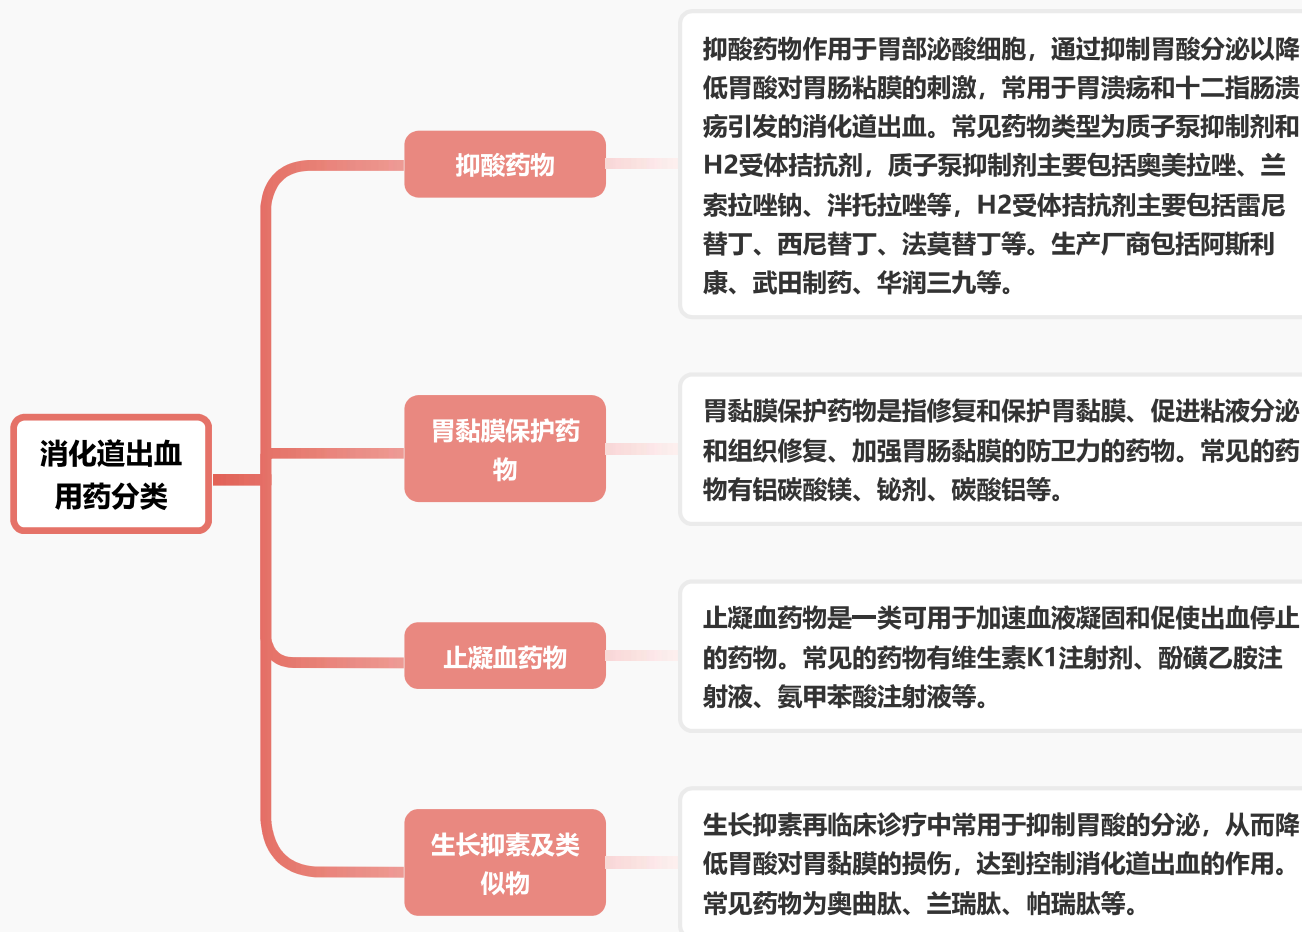 消化道出血
用药分类
抑酸药物
抑酸药物作用于胃部泌酸细胞，通过抑制胃酸分泌以降
低胃酸对胃肠粘膜的刺激，常用于胃溃疡和十二指肠溃
疡引发的消化道出血。常见药物类型为质子泵抑制剂和
H2受体拮抗剂，质子泵抑制剂主要包括奥美拉唑、兰
索拉唑钠、泮托拉唑等，H2受体拮抗剂主要包括雷尼
替丁、西尼替丁、法莫替丁等。生产厂商包括阿斯利
康、武田制药、华润三九等。
胃黏膜保护药
物
胃黏膜保护药物是指修复和保护胃黏膜、促进粘液分泌
和组织修复、加强胃肠黏膜的防卫力的药物。常见的药
物有铝碳酸镁、铋剂、碳酸铝等。
止凝血药物
止凝血药物是一类可用于加速血液凝固和促使出血停止
的药物。常见的药物有维生素K1注射剂、酚磺乙胺注
射液、氨甲苯酸注射液等。
生长抑素及类
似物
生长抑素再临床诊疗中常用于抑制胃酸的分泌，从而降
低胃酸对胃黏膜的损伤，达到控制消化道出血的作用。
常见药物为奥曲肽、兰瑞肽、帕瑞肽等。